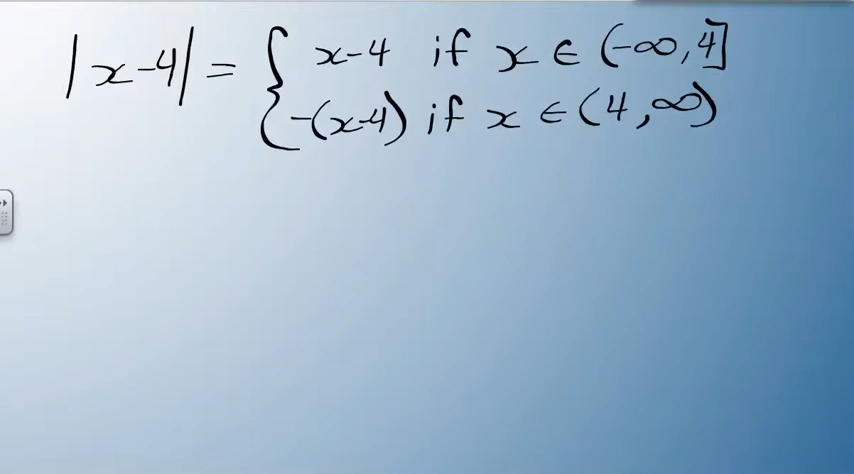 |x-4| = { x-4 if x ∈ (-∞, 4]
-(x-4) if x ∈ (4, ∞)